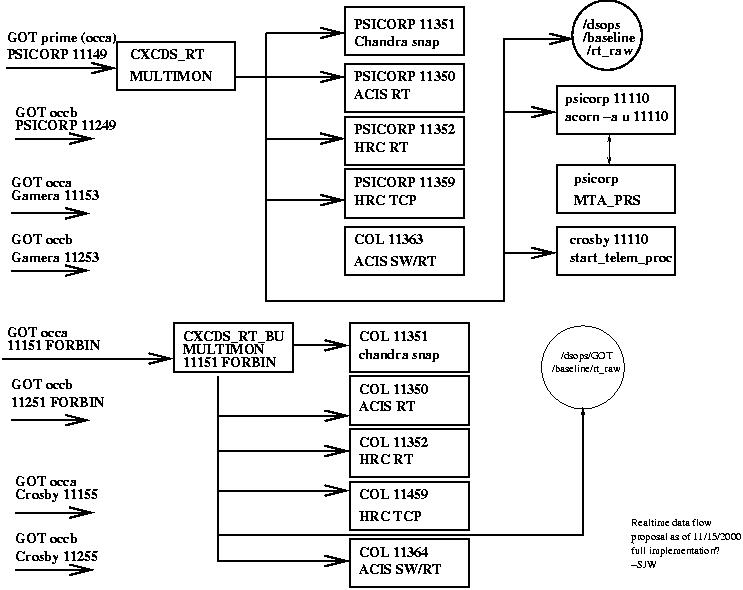 GOT prime (occa)
PSICORP 11149
CXCDS_RT
MULTIMON
GOT occb
PSICORP 11249
GOT occa
Gamera 11153
GOT occb
Gamera 11253
PSICORP 11351
Chandra snap
PSICORP 11350
ACIS RT
PSICORP 11352
HRC RT
PSICORP 11359
HRC TCP
COL 11363
ACIS SW/RT
/dsops
/baseline
/rt_raw
psicorp 11110
acorn –a u 11110
psicorp
MTA_PRS
crosby 11110
start_telem_proc
GOT occa
11151 FORBIN
CXCDS_RT_BU
MULTIMON
11151 FORBIN
GOT occb
11251 FORBIN
GOT occa
Crosby 11155
GOT occb
Crosby 11255
COL 11351
chandra snap
COL 11350
ACIS RT
COL 11352
HRC RT
COL 11459
HRC TCP
COL 11364
ACIS SW/RT
/dsops/GOT
/baseline/rt_raw
Realtime data flow
proposal as of 11/15/2000
full implementation?
–SJW